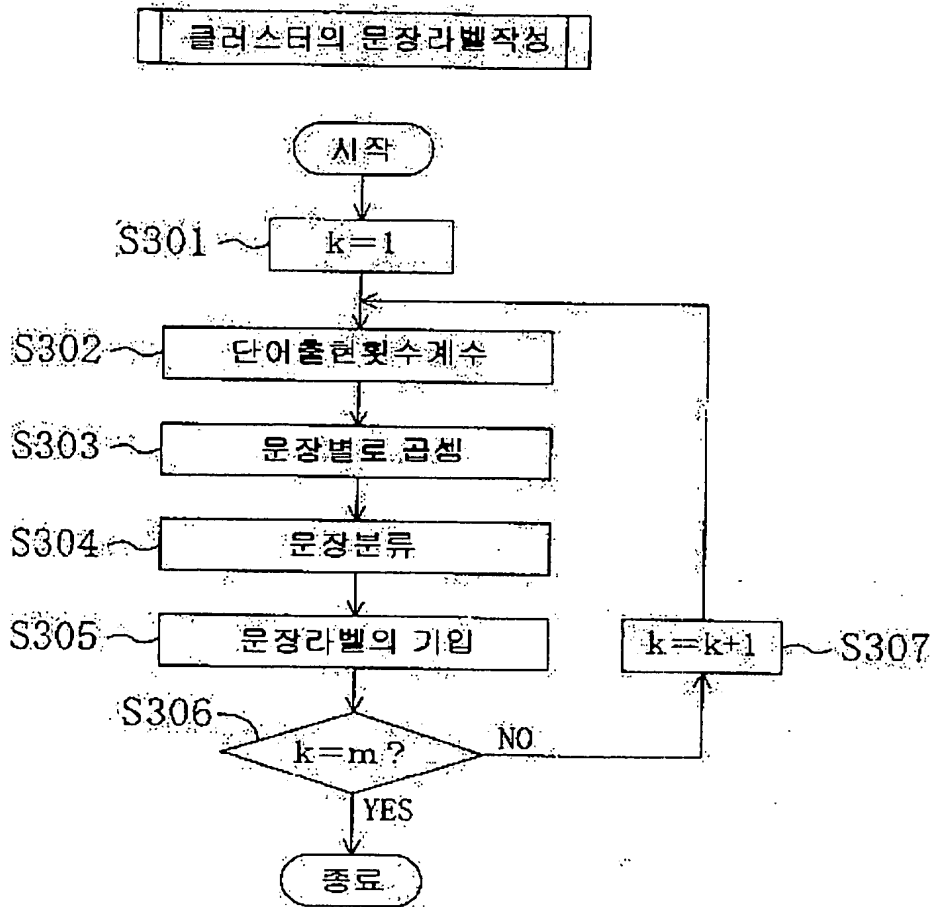 클러스터의 문장라벨작성
시작
S301
k=1
S302
단어출현횟수계수
S303
문장별로 곱셈
S304
문장분류
S305
문장라벨의 기입
k=k+1
S307
S306
k=m?
NO
YES
종료